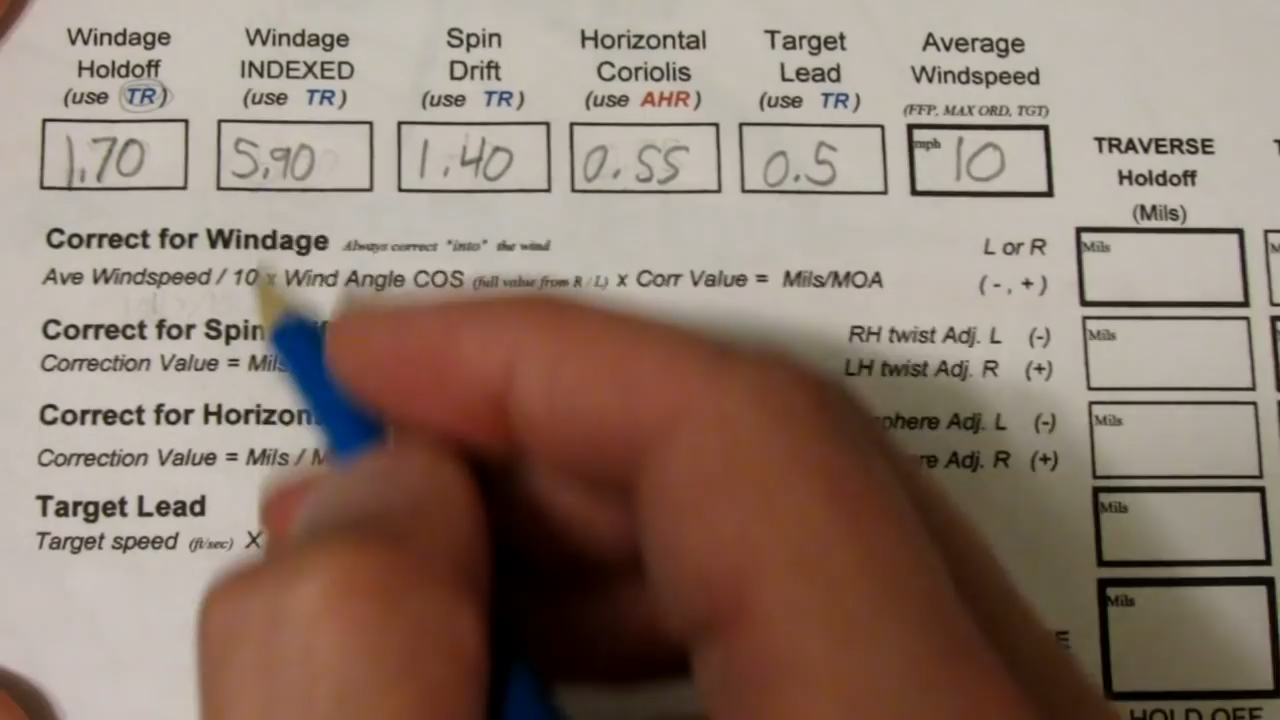 Windage Holdoff (use TR)
Windage INDEXED (use TR)
Spin Drift (use TR)
Horizontal Coriolis (use AHR)
Target Lead (use TR)
Average Windspeed (FFP, MAX ORD, TGT)
1.70
5.90
1.40
0.55
0.5
mph 10
TRAVERSE
Holdoff
(Mils)
Correct for Windage Always correct "into" the wind
L or R
Mils
Ave Windspeed / 10 x Wind Angle COS (full value from R / L) x Corr Value = Mils/MOA
(-, +)
Correct for Spin
RH twist Adj. L (-)
Mils
Correction Value = Mils
LH twist Adj. R (+)
Correct for
Adj. L (-)
Mils
Correction Value = Mils /
Adj. R (+)
Target Lead
Mils
Target speed (ft/sec) X
Mils
HOLD OFF